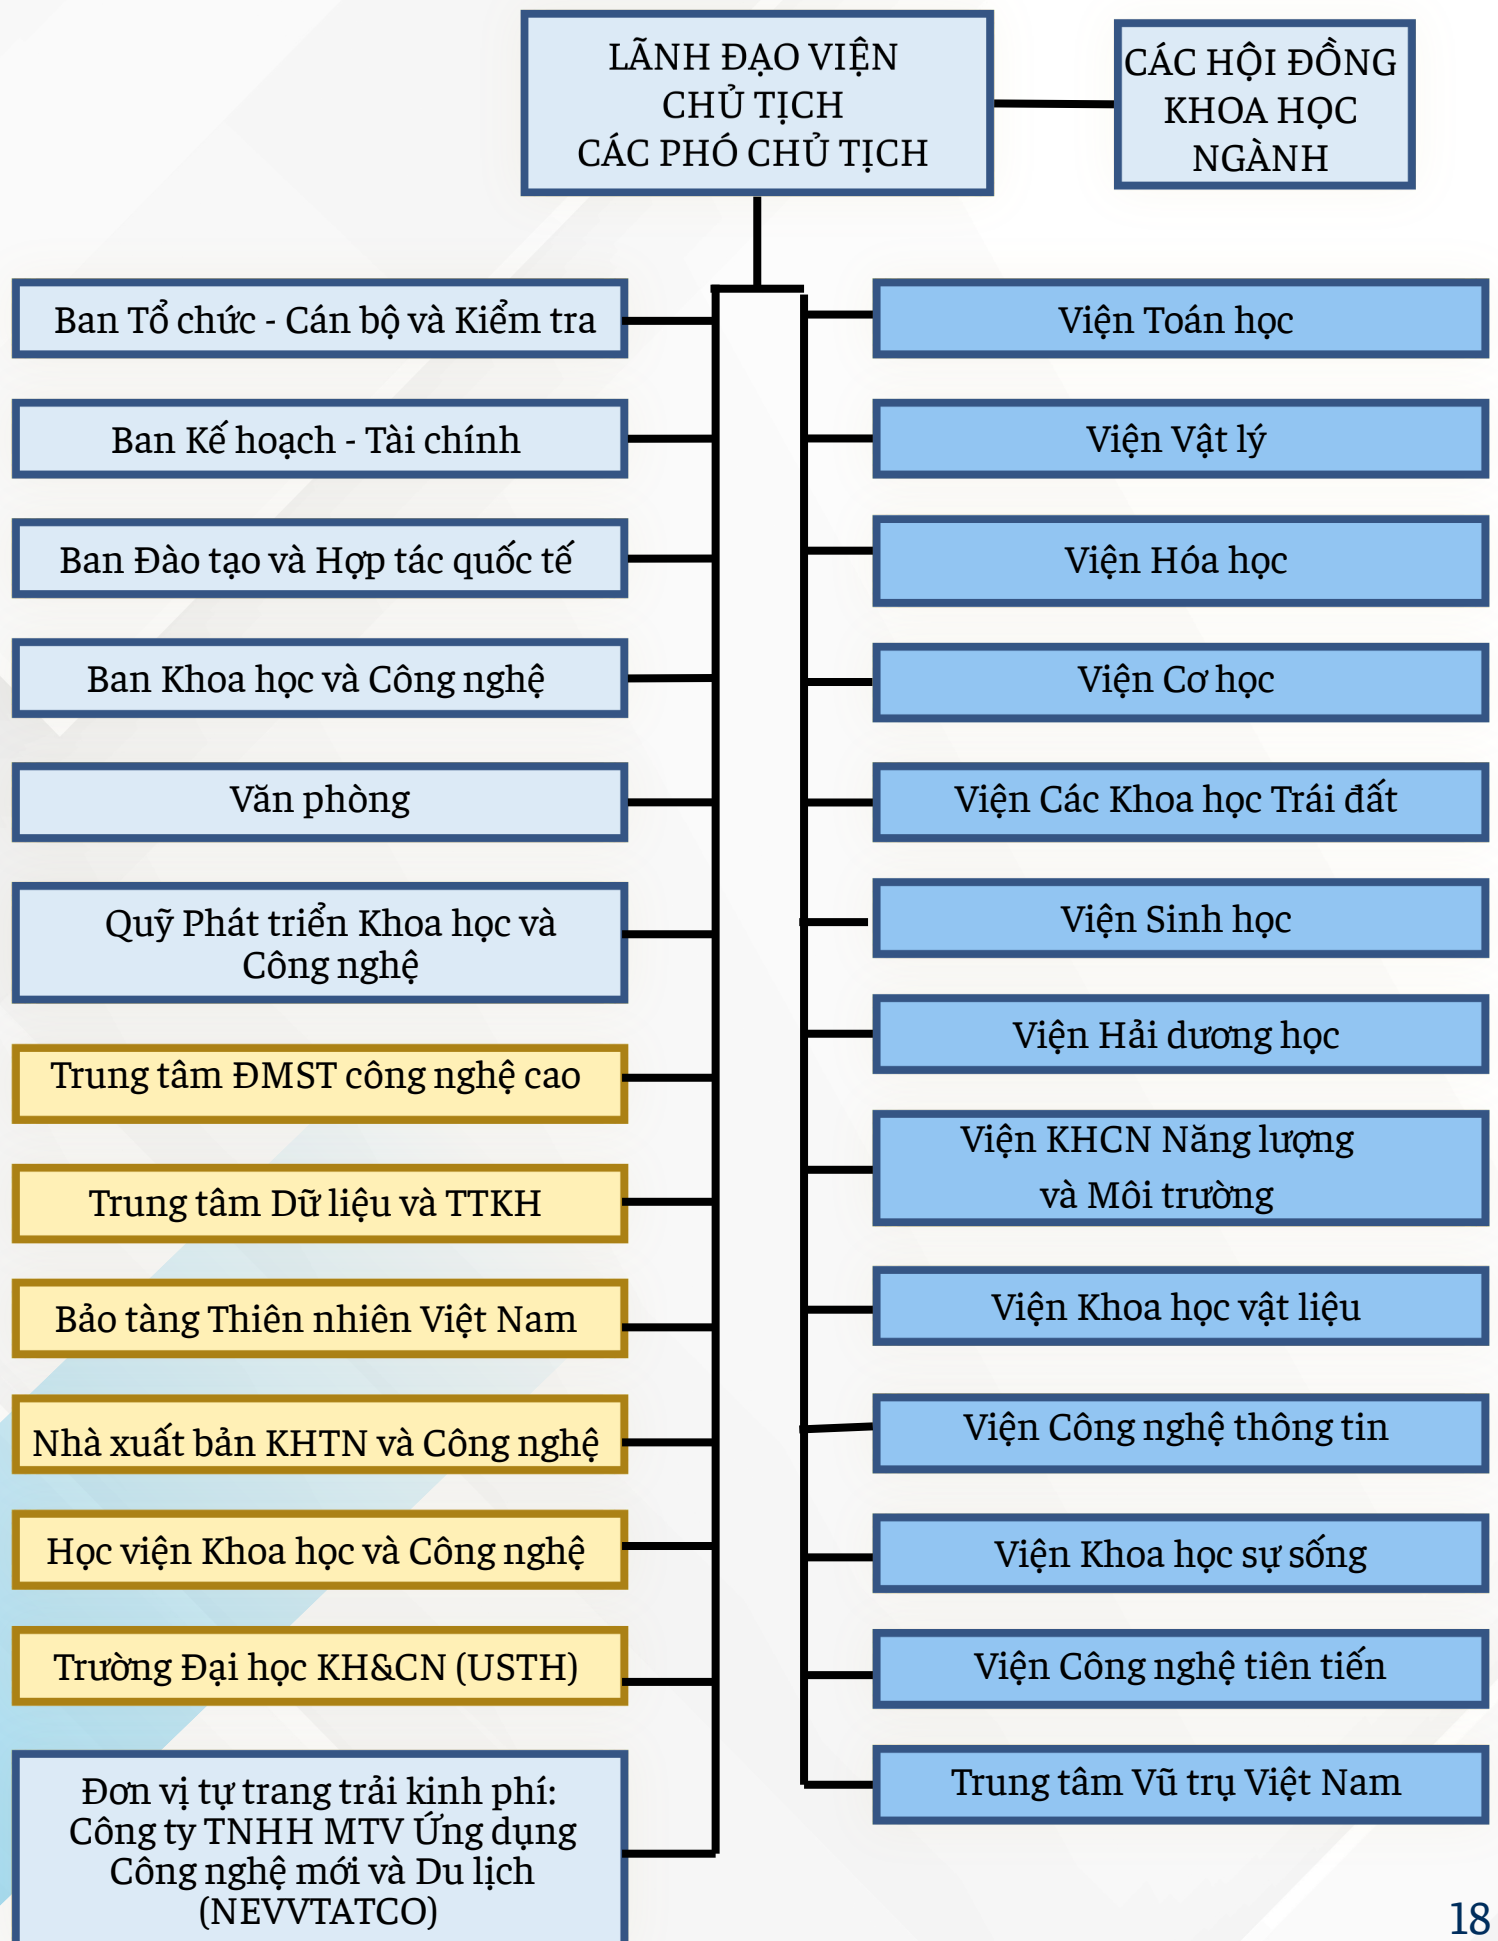 LÃNH ĐẠO VIỆN
CHỦ TỊCH
CÁC PHÓ CHỦ TỊCH
CÁC HỘI ĐỒNG
KHOA HỌC
NGÀNH
Ban Tổ chức - Cán bộ và Kiểm tra
Ban Kế hoạch - Tài chính
Ban Đào tạo và Hợp tác quốc tế
Ban Khoa học và Công nghệ
Văn phòng
Quỹ Phát triển Khoa học và
Công nghệ
Trung tâm ĐMST công nghệ cao
Trung tâm Dữ liệu và TTKH
Bảo tàng Thiên nhiên Việt Nam
Nhà xuất bản KHTN và Công nghệ
Học viện Khoa học và Công nghệ
Trường Đại học KH&CN (USTH)
Đơn vị tự trang trải kinh phí:
Công ty TNHH MTV Ứng dụng
Công nghệ mới và Du lịch
(NEVVTATCO)
Viện Toán học
Viện Vật lý
Viện Hóa học
Viện Cơ học
Viện Các Khoa học Trái đất
Viện Sinh học
Viện Hải dương học
Viện KHCN Năng lượng
và Môi trường
Viện Khoa học vật liệu
Viện Công nghệ thông tin
Viện Khoa học sự sống
Viện Công nghệ tiên tiến
Trung tâm Vũ trụ Việt Nam
18